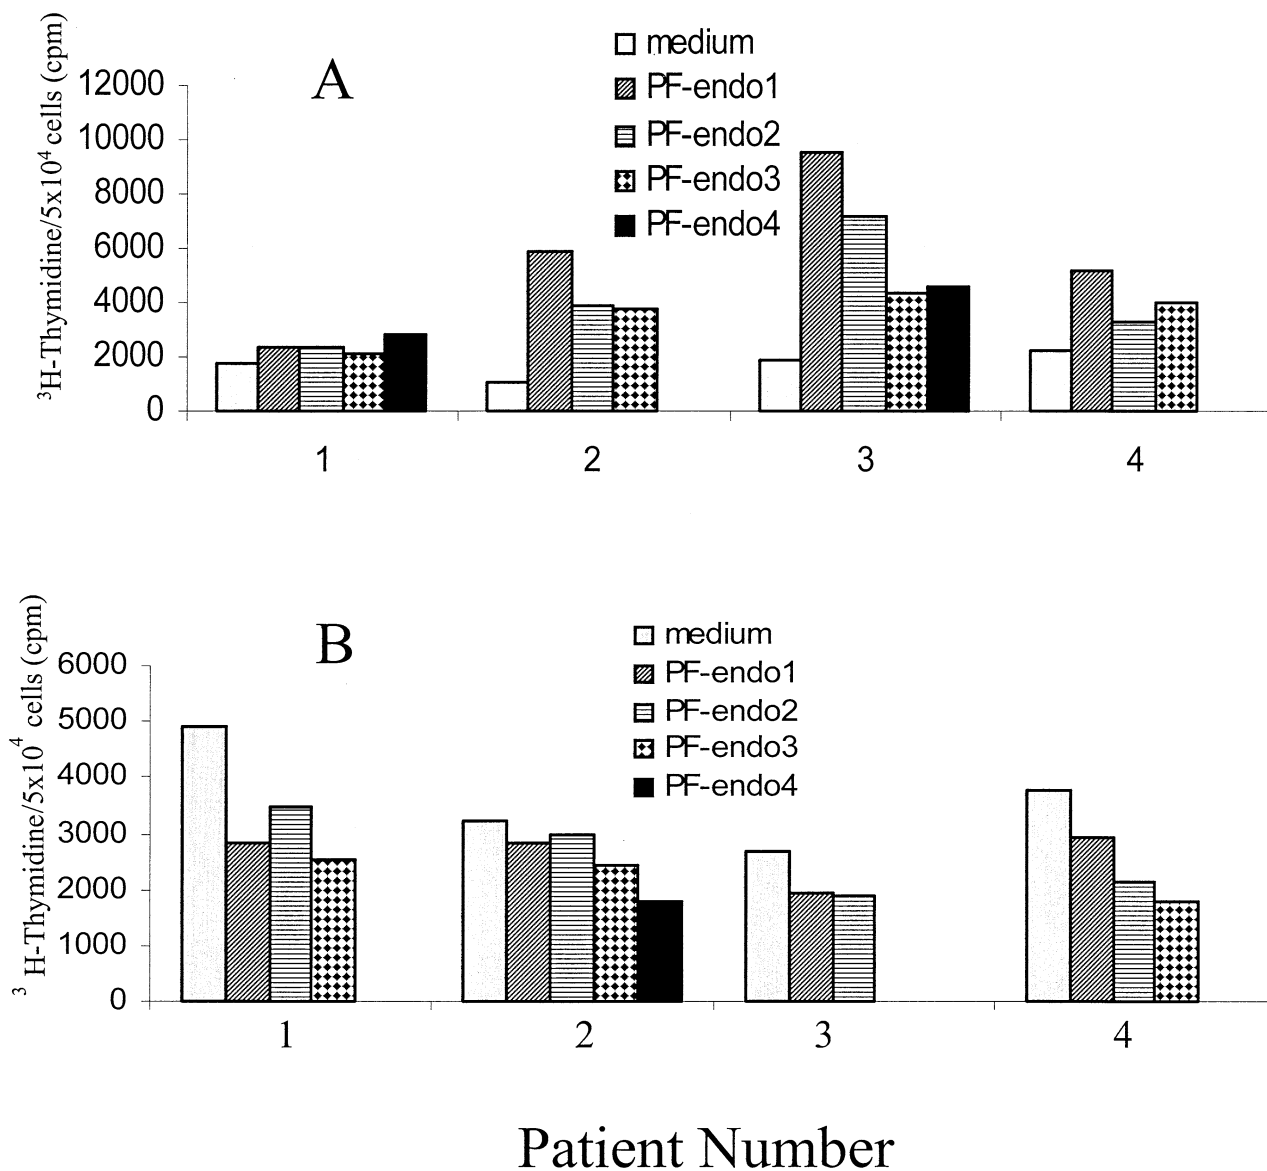 A
³H-Thymidine/5x10⁴ cells (cpm)
12000
10000
8000
6000
4000
2000
0
medium
PF-endo1
PF-endo2
PF-endo3
PF-endo4
1 2 3 4
B
³ H-Thymidine/5x10⁴ cells (cpm)
6000
5000
4000
3000
2000
1000
0
medium
PF-endo1
PF-endo2
PF-endo3
PF-endo4
1 2 3 4
Patient Number